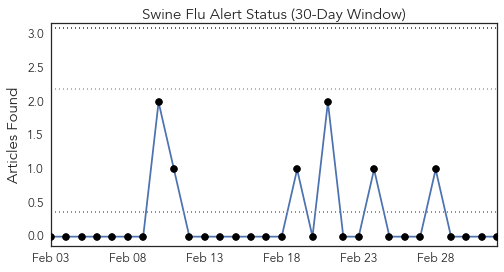 Swine Flu Alert Status (30-Day Window)
Articles Found
3.0
2.5
2.0
1.5
1.0
0.5
0.0
Feb 03 Feb 08 Feb 13 Feb 18 Feb 23 Feb 28